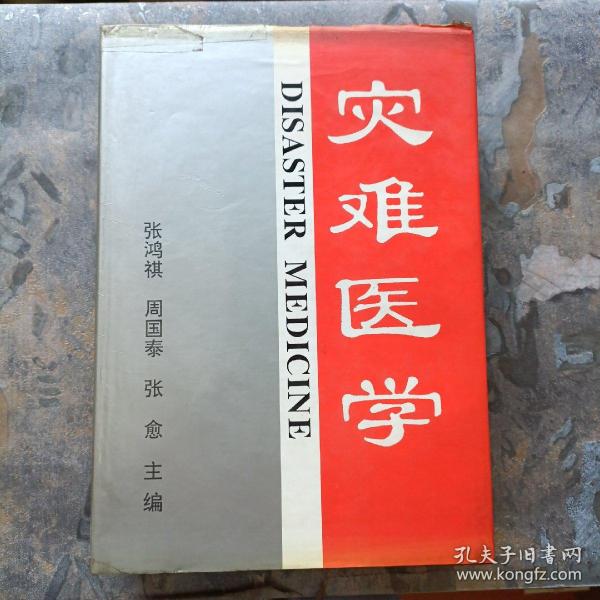 灾难医学
DISASTER MEDICINE
张鸿祺 周国泰 张愈 主编
孔夫子旧书网
www.kongfz.com